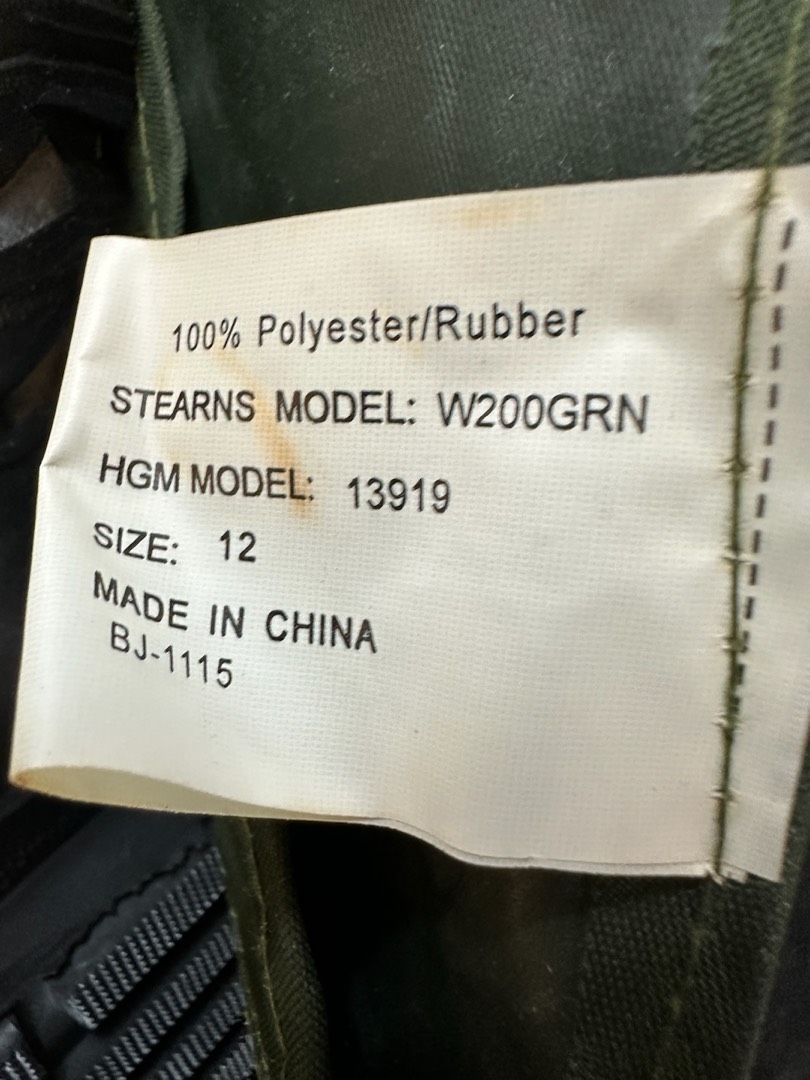 100% Polyester/Rubber
STEARNS MODEL: W200GRN
HGM MODEL: 13919
SIZE: 12
MADE IN CHINA
BJ-1115